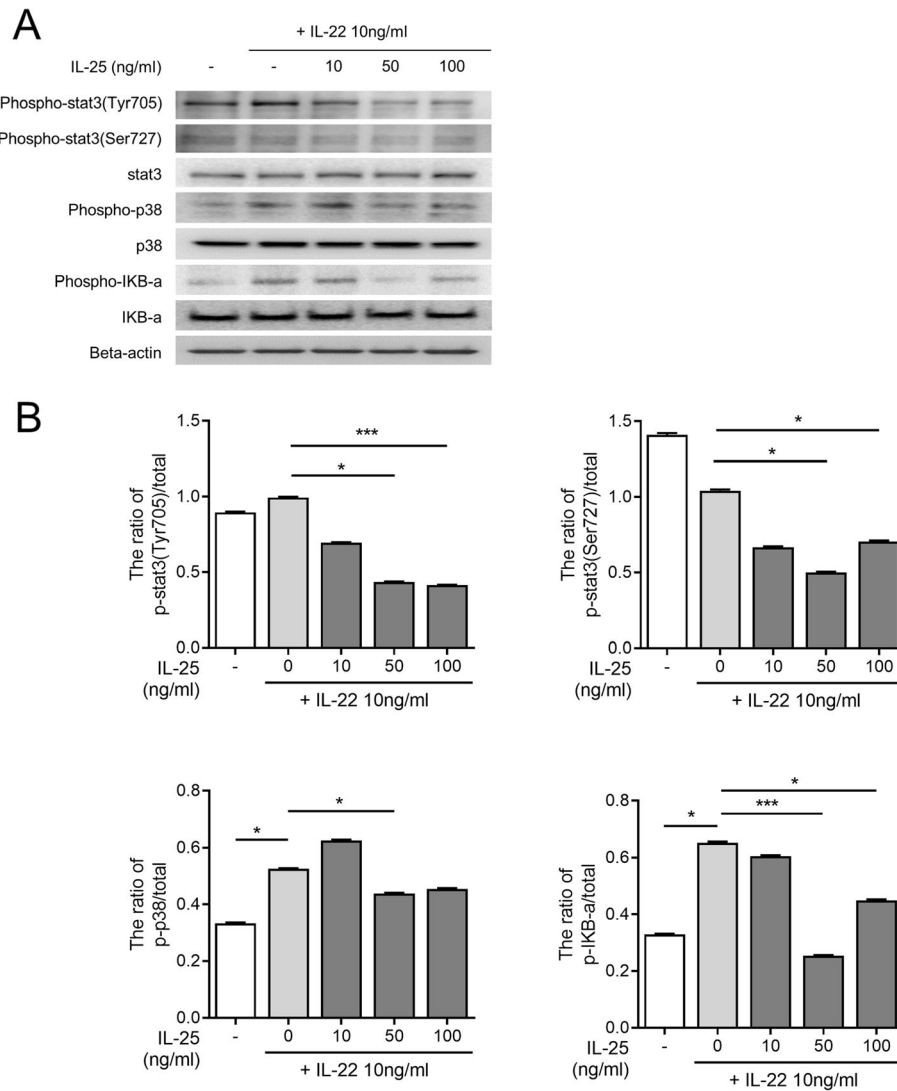 A
+ IL-22 10ng/ml
IL-25 (ng/ml) - - 10 50 100
Phospho-stat3(Tyr705)
Phospho-stat3(Ser727)
stat3
Phospho-p38
p38
Phospho-IKB-a
IKB-a
Beta-actin
B
The ratio of
p-stat3(Tyr705)/total
1.5
1.0
0.5
0.0
***
*
IL-25 - 0 10 50 100
(ng/ml)
+ IL-22 10ng/ml
The ratio of
p-stat3(Ser727)/total
1.5
1.0
0.5
0.0
*
*
IL-25 - 0 10 50 100
(ng/ml)
+ IL-22 10ng/ml
The ratio of
p-p38/total
0.8
0.6
0.4
0.2
0.0
*
*
IL-25 - 0 10 50 100
(ng/ml)
+ IL-22 10ng/ml
The ratio of
p-IKB-a/total
0.8
0.6
0.4
0.2
0.0
*
***
*
IL-25 - 0 10 50 100
(ng/ml)
+ IL-22 10ng/ml